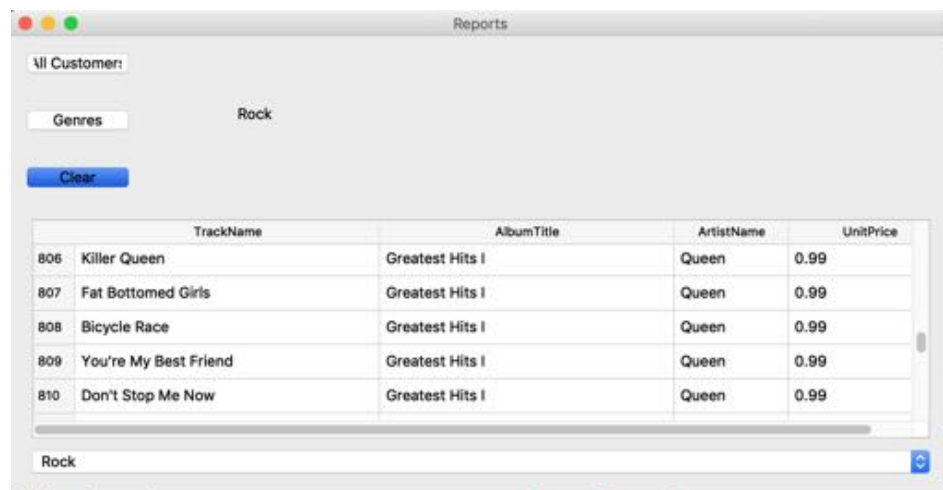 Reports
All Customers
Genres
Rock
Clear
TrackName AlbumTitle ArtistName UnitPrice
806 Killer Queen Greatest Hits I Queen 0.99
807 Fat Bottomed Girls Greatest Hits I Queen 0.99
808 Bicycle Race Greatest Hits I Queen 0.99
809 You're My Best Friend Greatest Hits I Queen 0.99
810 Don't Stop Me Now Greatest Hits I Queen 0.99
Rock